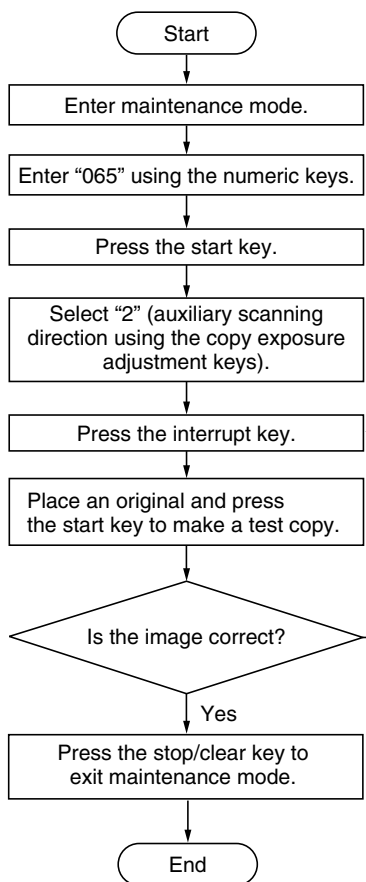 Start
Enter maintenance mode.
Enter “065” using the numeric keys.
Press the start key.
Select “2” (auxiliary scanning
direction using the copy exposure
adjustment keys).
Press the interrupt key.
Place an original and press
the start key to make a test copy.
Is the image correct?
Yes
Press the stop/clear key to
exit maintenance mode.
End